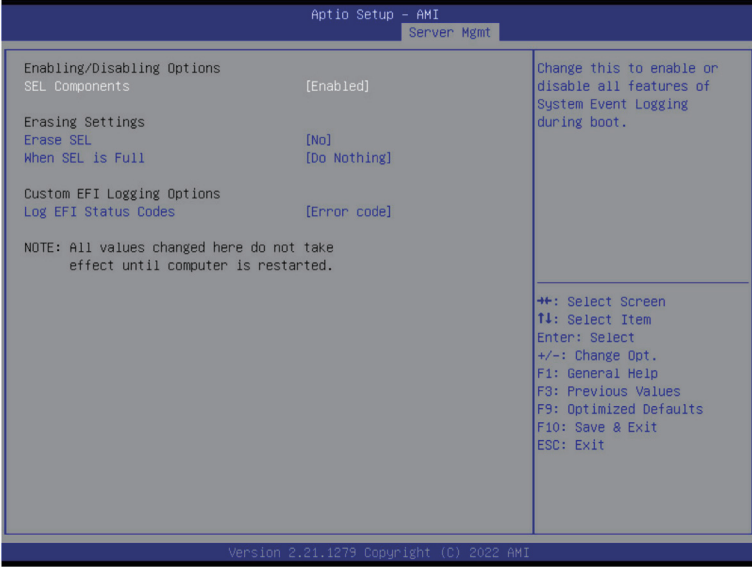 Aptio Setup – AMI
Server Mgmt
Enabling/Disabling Options
SEL Components [Enabled]
Erasing Settings
Erase SEL [No]
When SEL is Full [Do Nothing]
Custom EFI Logging Options
Log EFI Status Codes [Error code]
NOTE: All values changed here do not take
effect until computer is restarted.
Change this to enable or
disable all features of
System Event Logging
during boot.
→←: Select Screen
↑↓: Select Item
Enter: Select
+/-: Change Opt.
F1: General Help
F3: Previous Values
F9: Optimized Defaults
F10: Save & Exit
ESC: Exit
Version 2.21.1279 Copyright (C) 2022 AMI